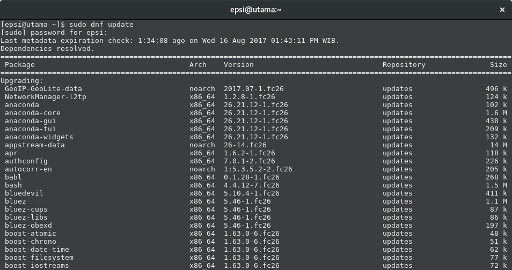 epsi@utama:~
[epsi@utama ~]$ sudo dnf update
[sudo] password for epsi:
Last metadata expiration check: 1:34:08 ago on Wed 16 Aug 2017 01:43:11 PM WIB.
Dependencies resolved.
Package Arch Version Repository Size
Upgrading:
GeoIP-GeoLite-data noarch 2017.07-1.fc26 updates 496 k
NetworkManager-l2tp x86_64 1.2.8-1.fc26 updates 124 k
anaconda x86_64 26.21.12-1.fc26 updates 102 k
anaconda-core x86_64 26.21.12-1.fc26 updates 1.6 M
anaconda-gui x86_64 26.21.12-1.fc26 updates 438 k
anaconda-tui x86_64 26.21.12-1.fc26 updates 209 k
anaconda-widgets x86_64 26.21.12-1.fc26 updates 132 k
appstream-data noarch 26-14.fc26 updates 14 M
apr x86_64 1.6.2-1.fc26 updates 118 k
authconfig x86_64 7.0.1-2.fc26 updates 226 k
autocorr-en noarch 1:5.3.5.2-2.fc26 updates 205 k
babl x86_64 0.1.28-1.fc26 updates 268 k
bash x86_64 4.4.12-7.fc26 updates 1.5 M
bluedevil x86_64 5.10.4-1.fc26 updates 411 k
bluez x86_64 5.46-1.fc26 updates 1.1 M
bluez-cups x86_64 5.46-1.fc26 updates 87 k
bluez-libs x86_64 5.46-1.fc26 updates 86 k
bluez-obexd x86_64 5.46-1.fc26 updates 197 k
boost-atomic x86_64 1.63.0-6.fc26 updates 48 k
boost-chrono x86_64 1.63.0-6.fc26 updates 51 k
boost-date-time x86_64 1.63.0-6.fc26 updates 62 k
boost-filesystem x86_64 1.63.0-6.fc26 updates 77 k
boost-iostreams x86_64 1.63.0-6.fc26 updates 72 k